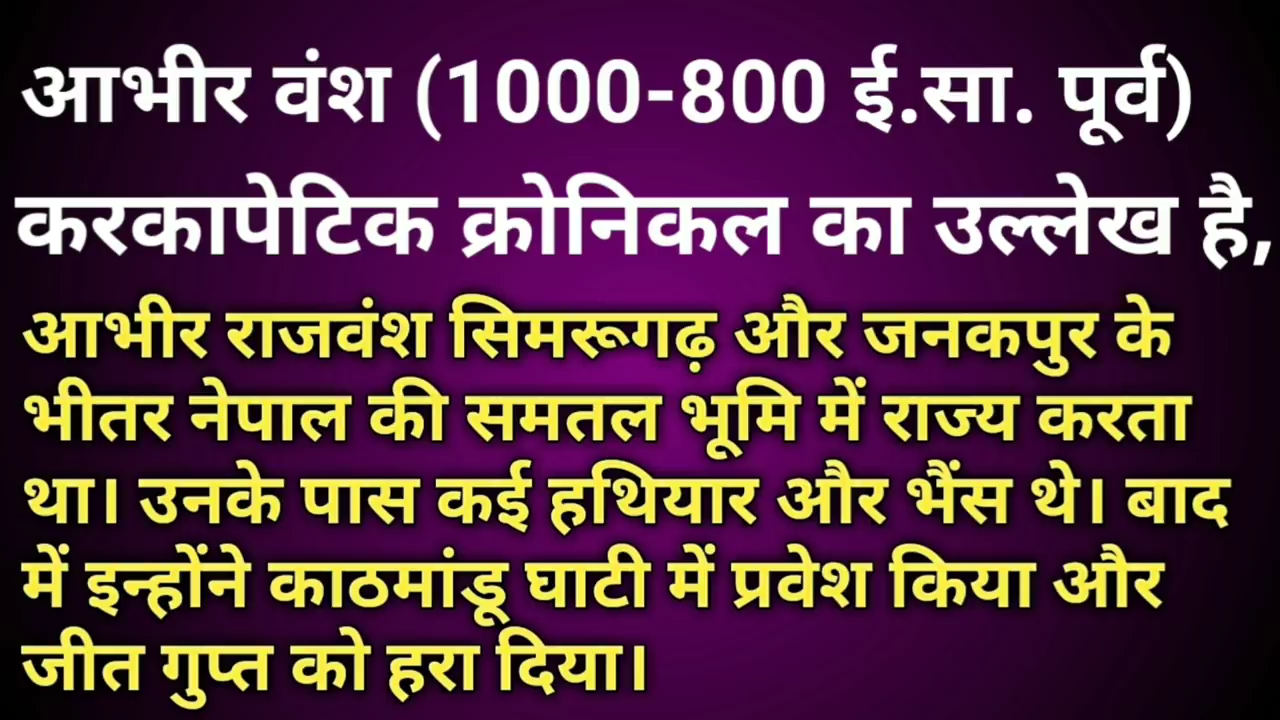 आभीर वंश (1000-800 ई.सा. पूर्व)
करकापेटिक क्रोनिकल का उल्लेख है,
आभीर राजवंश सिमरूगढ़ और जनकपुर के
भीतर नेपाल की समतल भूमि में राज्य करता
था। उनके पास कई हथियार और भैंस थे। बाद
में इन्होंने काठमांडू घाटी में प्रवेश किया और
जीत गुप्त को हरा दिया।